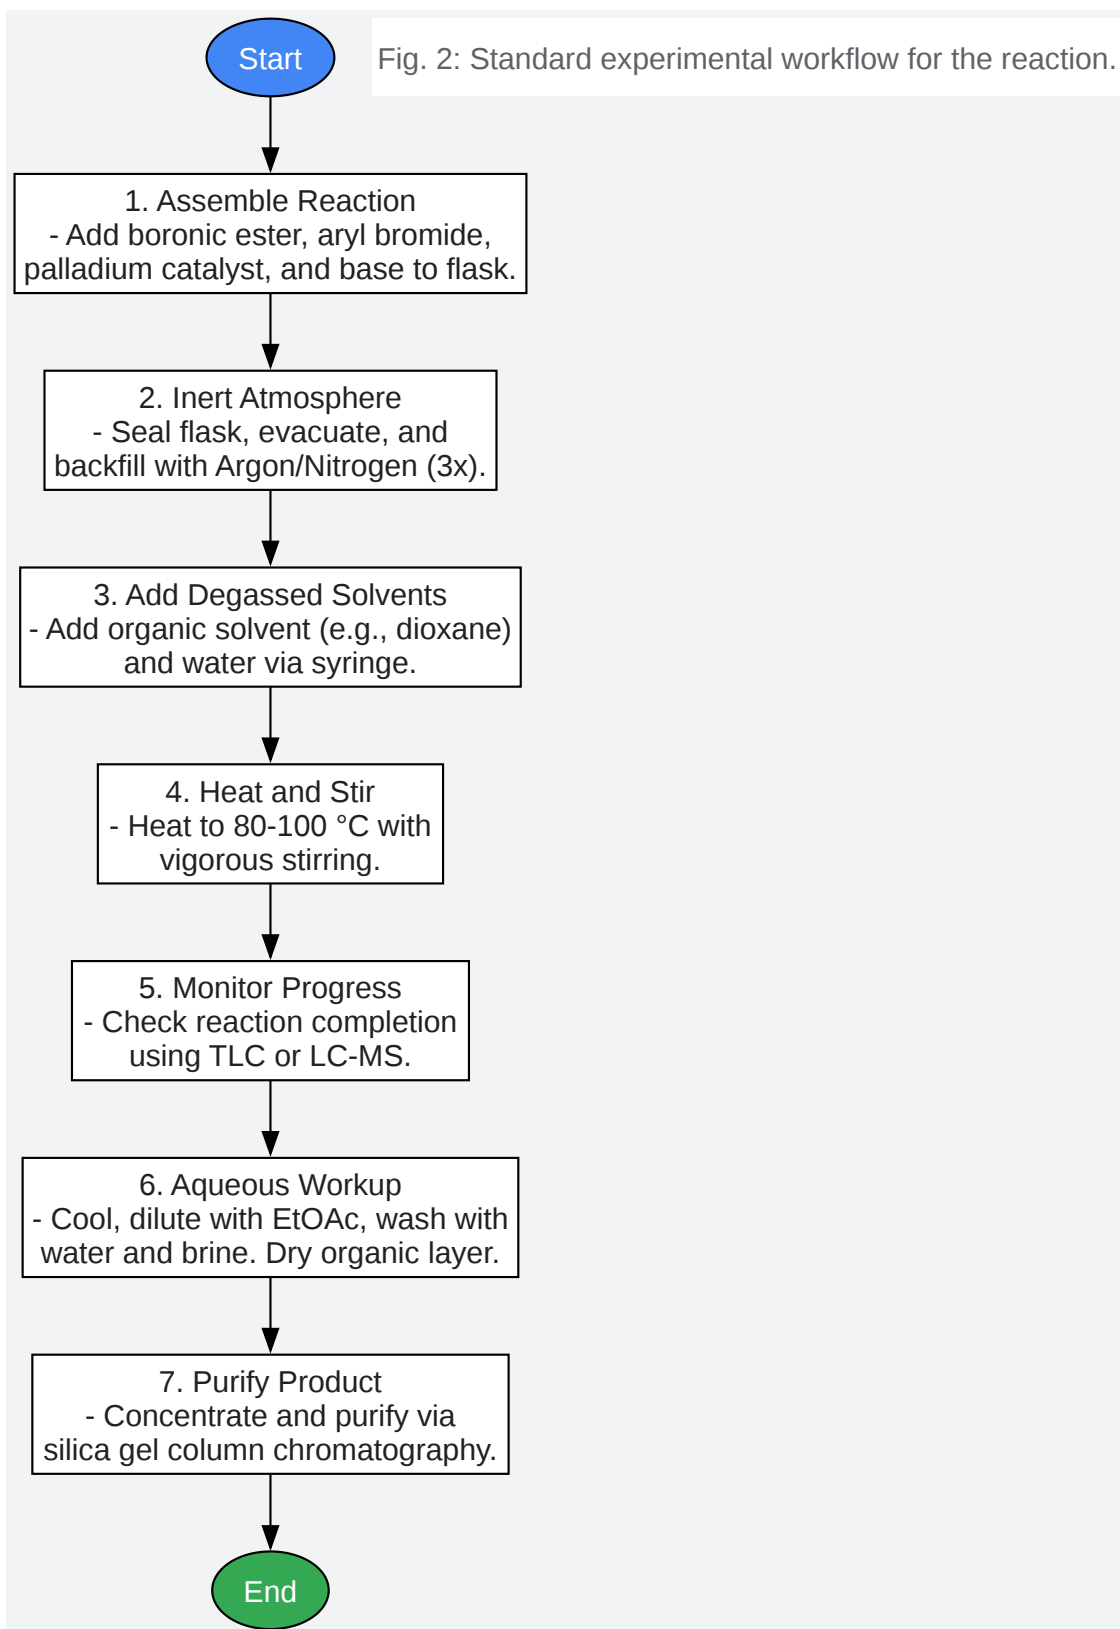 Start
Fig. 2: Standard experimental workflow for the reaction.
1. Assemble Reaction
- Add boronic ester, aryl bromide,
palladium catalyst, and base to flask.
2. Inert Atmosphere
- Seal flask, evacuate, and
backfill with Argon/Nitrogen (3x).
3. Add Degassed Solvents
- Add organic solvent (e.g., dioxane)
and water via syringe.
4. Heat and Stir
- Heat to 80-100 °C with
vigorous stirring.
5. Monitor Progress
- Check reaction completion
using TLC or LC-MS.
6. Aqueous Workup
- Cool, dilute with EtOAc, wash with
water and brine. Dry organic layer.
7. Purify Product
- Concentrate and purify via
silica gel column chromatography.
End